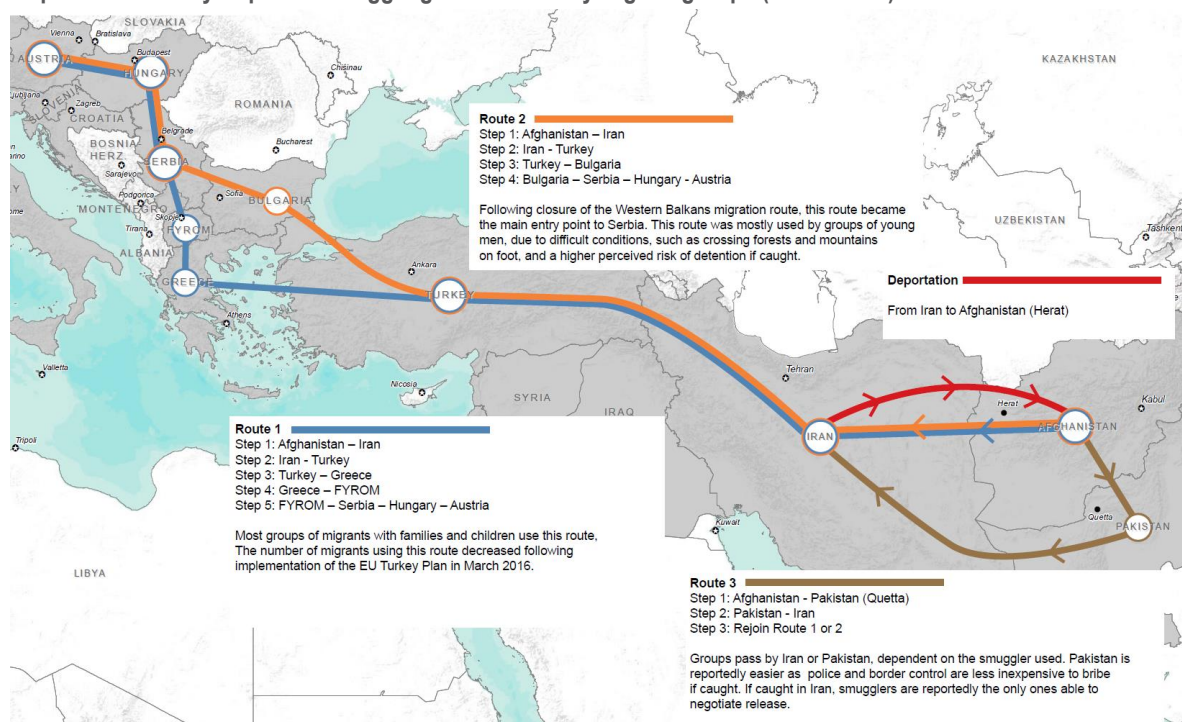 SLOVAKIA
Vienna
Bratislava
AUSTRIA
Budapest
HUNGARY
Chisinau
KAZAKHSTAN
Ljubljana
SLOVENIA
Zagreb
CROATIA
ROMANIA
BOSNIA
HERZ.
Belgrade
Bucharest
Sarajevo
SERBIA
Podgorica
MONTENEGRO
Sofia
BULGARIA
Skopje
FYROM
Tirana
ALBANIA
GREECE
Athens
Ankara
TURKEY
UZBEKISTAN
Tashkent
Route 2
Step 1: Afghanistan – Iran
Step 2: Iran - Turkey
Step 3: Turkey – Bulgaria
Step 4: Bulgaria – Serbia – Hungary - Austria
Following closure of the Western Balkans migration route, this route became
the main entry point to Serbia. This route was mostly used by groups of young
men, due to difficult conditions, such as crossing forests and mountains
on foot, and a higher perceived risk of detention if caught.
Deportation
From Iran to Afghanistan (Herat)
Valletta
Nicosia
SYRIA
IRAQ
Tehran
Herat
Kabul
IRAN
AFGHANISTAN
Tripoli
Kuwait
Quetta
PAKISTAN
LIBYA
Route 1
Step 1: Afghanistan – Iran
Step 2: Iran - Turkey
Step 3: Turkey – Greece
Step 4: Greece – FYROM
Step 5: FYROM – Serbia – Hungary – Austria
Most groups of migrants with families and children use this route,
The number of migrants using this route decreased following
implementation of the EU Turkey Plan in March 2016.
Route 3
Step 1: Afghanistan - Pakistan (Quetta)
Step 2: Pakistan - Iran
Step 3: Rejoin Route 1 or 2
Groups pass by Iran or Pakistan, dependent on the smuggler used. Pakistan is
reportedly easier as police and border control are less inexpensive to bribe
if caught. If caught in Iran, smugglers are reportedly the only ones able to
negotiate release.